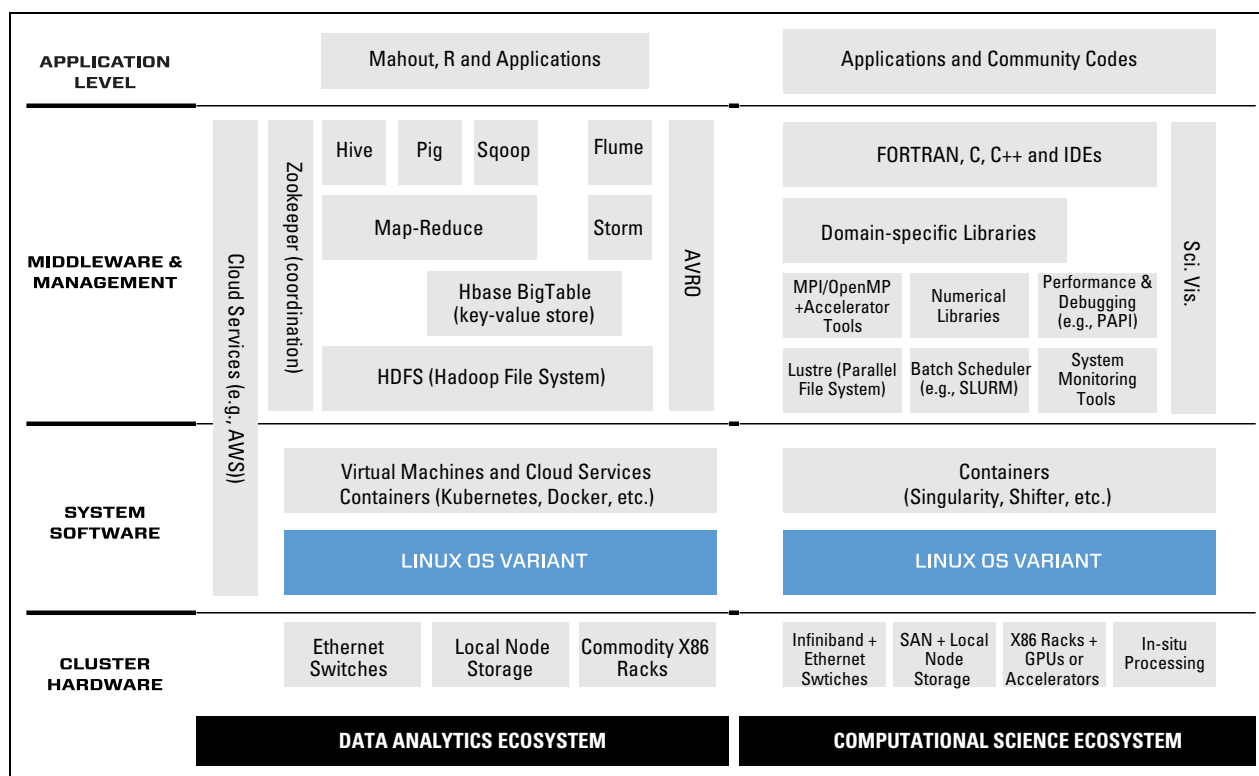 APPLICATION
LEVEL
Mahout, R and Applications
Applications and Community Codes
MIDDLEWARE &
MANAGEMENT
Cloud Services (e.g., AWS))
Zookeeper (coordination)
Hive
Pig
Sqoop
Flume
Map-Reduce
Storm
Hbase BigTable
(key-value store)
HDFS (Hadoop File System)
AVRO
FORTRAN, C, C++ and IDEs
Domain-specific Libraries
MPI/OpenMP
+Accelerator
Tools
Numerical
Libraries
Performance &
Debugging
(e.g., PAPI)
Lustre (Parallel
File System)
Batch Scheduler
(e.g., SLURM)
System
Monitoring
Tools
Sci. Vis.
SYSTEM
SOFTWARE
Virtual Machines and Cloud Services
Containers (Kubernetes, Docker, etc.)
LINUX OS VARIANT
Containers
(Singularity, Shifter, etc.)
LINUX OS VARIANT
CLUSTER
HARDWARE
Ethernet
Switches
Local Node
Storage
Commodity X86
Racks
Infiniband +
Ethernet
Swtiches
SAN + Local
Node
Storage
X86 Racks +
GPUs or
Accelerators
In-situ
Processing
DATA ANALYTICS ECOSYSTEM
COMPUTATIONAL SCIENCE ECOSYSTEM